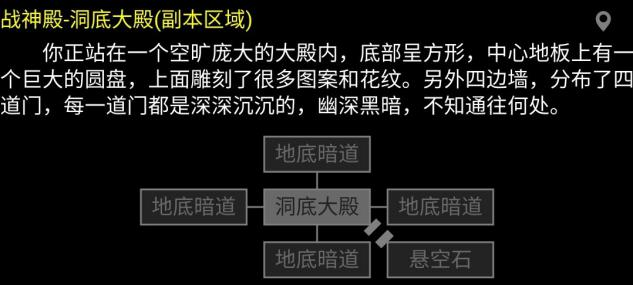 战神殿-洞底大殿(副本区域)
你正站在一个空旷庞大的大殿内，底部呈方形，中心地板上有一
个巨大的圆盘，上面雕刻了很多图案和花纹。另外四边墙，分布了四
道门，每一道门都是深深沉沉的，幽深黑暗，不知通往何处。
地底暗道
地底暗道 洞底大殿 地底暗道
地底暗道 悬空石